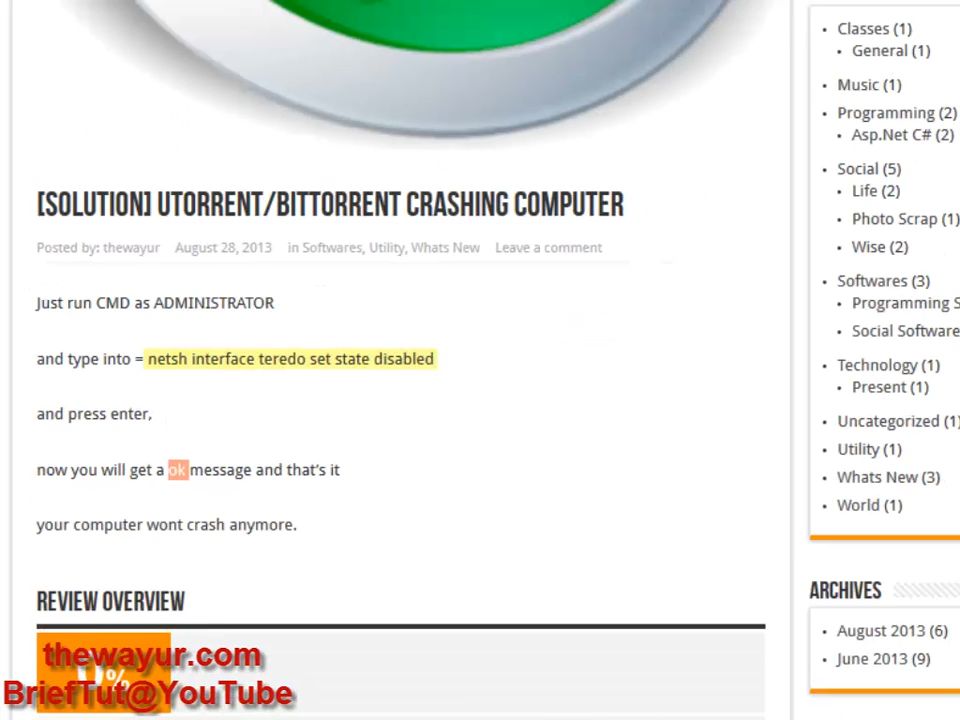 [SOLUTION] UTORRENT/BITTORRENT CRASHING COMPUTER
Posted by: thewayur August 28, 2013 in Softwares, Utility, Whats New Leave a comment
Just run CMD as ADMINISTRATOR
and type into = netsh interface teredo set state disabled
and press enter,
now you will get a ok message and that's it
your computer wont crash anymore.
REVIEW OVERVIEW
%
thewayur.com
BriefTut@YouTube
Classes (1)
General (1)
Music (1)
Programming (2)
Asp.Net C# (2)
Social (5)
Life (2)
Photo Scrap (1)
Wise (2)
Softwares (3)
Programming S
Social Software
Technology (1)
Present (1)
Uncategorized (1)
Utility (1)
Whats New (3)
World (1)
ARCHIVES
August 2013 (6)
June 2013 (9)